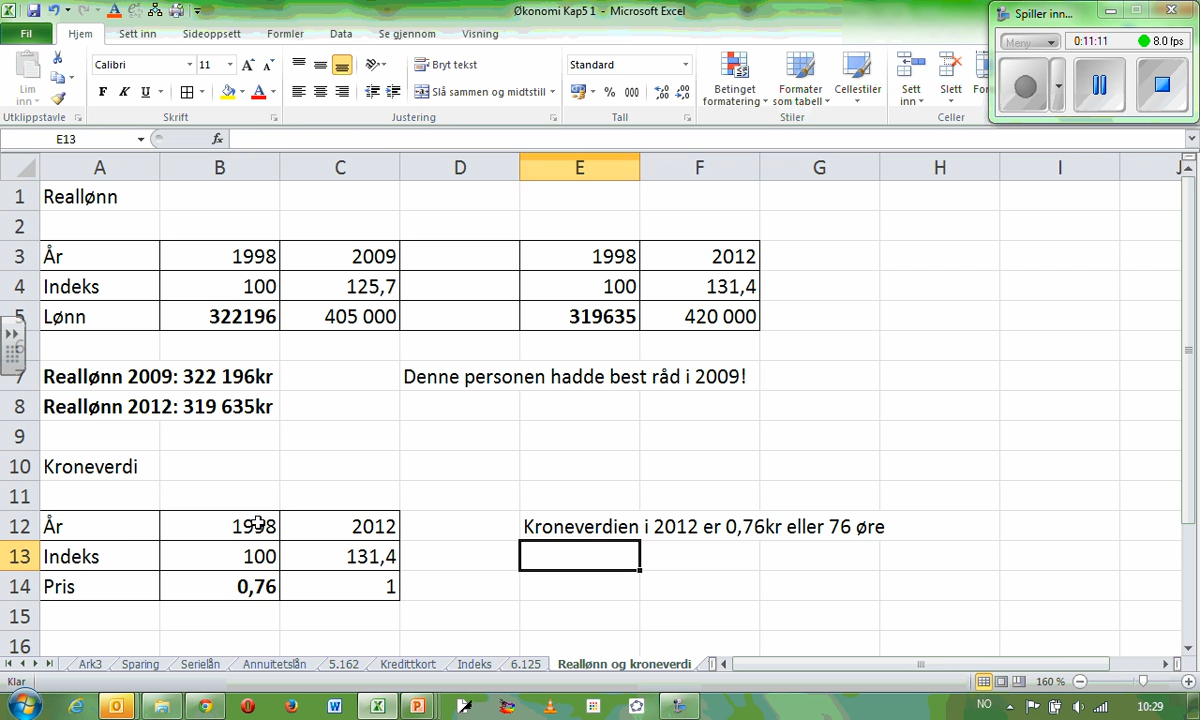 Økonomi Kap5 1 - Microsoft Excel
Spiller inn...
Fil Hjem Sett inn Sideoppsett Formler Data Se gjennom Visning
Meny 0:11:11 8.0 fps
Lim inn
Calibri 11
F K U
Bryt tekst
Slå sammen og midtstill
Standard
% 000
Betinget formatering
Formater som tabell
Cellestiler
Sett inn
Slett
Utklippstavle Skrift Justering Tall Stiler Celler
E13 fx
A B C D E F G H I J
1 Reallønn
2
3 År 1998 2009 1998 2012
4 Indeks 100 125,7 100 131,4
5 Lønn 322196 405 000 319635 420 000
6
7 Reallønn 2009: 322 196kr Denne personen hadde best råd i 2009!
8 Reallønn 2012: 319 635kr
9
10 Kroneverdi
11
12 År 1998 2012 Kroneverdien i 2012 er 0,76kr eller 76 øre
13 Indeks 100 131,4
14 Pris 0,76 1
15
16
Ark3 Sparing Serielån Annuitetslån 5.162 Kredittkort Indeks 6.125 Reallønn og kroneverdi
Klar 160 %
NO 10:29